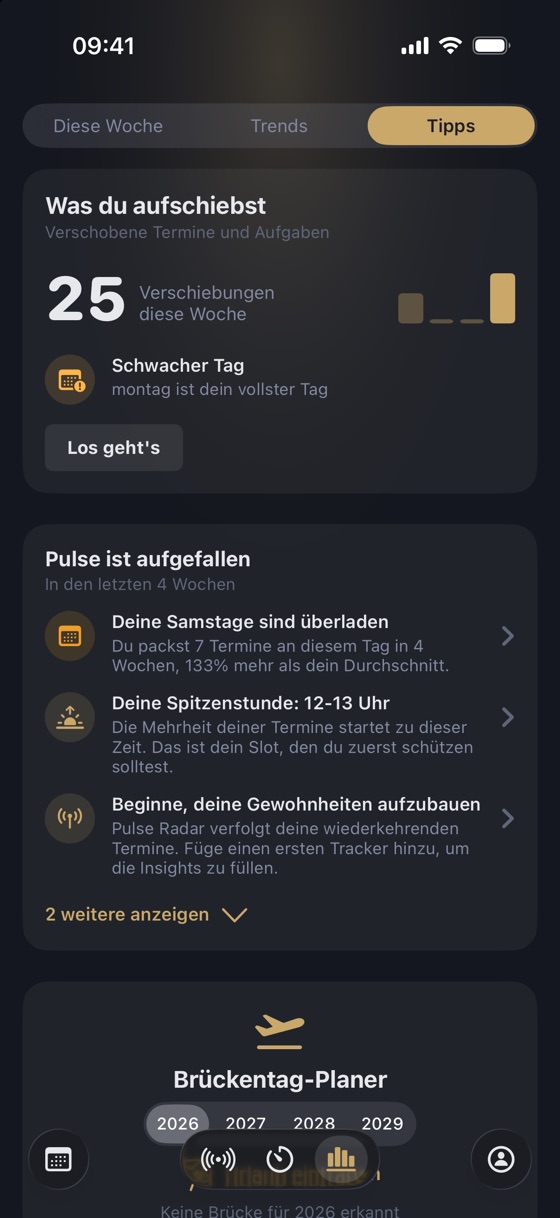 09:41
Diese Woche
Trends
Tipps
Was du aufschiebst
Verschobene Termine und Aufgaben
25
Verschiebungen
diese Woche
Schwacher Tag
montag ist dein vollster Tag
Los geht's
Pulse ist aufgefallen
In den letzten 4 Wochen
Deine Samstage sind überladen
Du packst 7 Termine an diesem Tag in 4
Wochen, 133% mehr als dein Durchschnitt.
Deine Spitzenstunde: 12-13 Uhr
Die Mehrheit deiner Termine startet zu dieser
Zeit. Das ist dein Slot, den du zuerst schützen
solltest.
Beginne, deine Gewohnheiten aufzubauen
Pulse Radar verfolgt deine wiederkehrenden
Termine. Füge einen ersten Tracker hinzu, um
die Insights zu füllen.
2 weitere anzeigen
Brückentag-Planer
2026
2027
2028
2029
Keine Brücke für 2026 erkannt